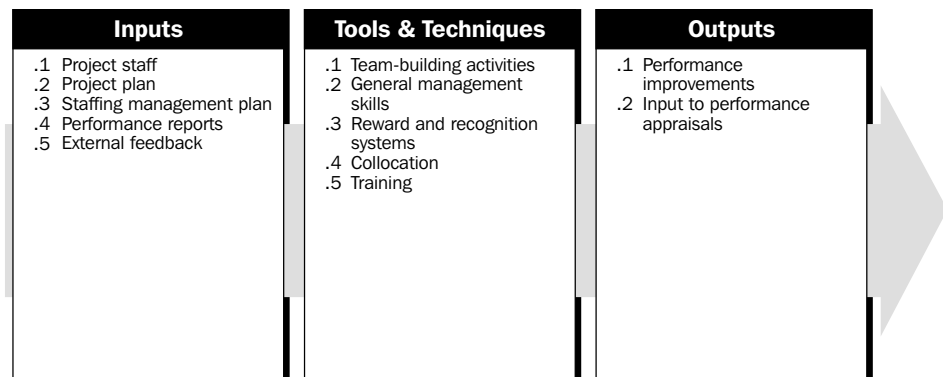 Inputs
.1 Project staff
.2 Project plan
.3 Staffing management plan
.4 Performance reports
.5 External feedback
Tools & Techniques
.1 Team-building activities
.2 General management
skills
.3 Reward and recognition
systems
.4 Collocation
.5 Training
Outputs
.1 Performance
improvements
.2 Input to performance
appraisals